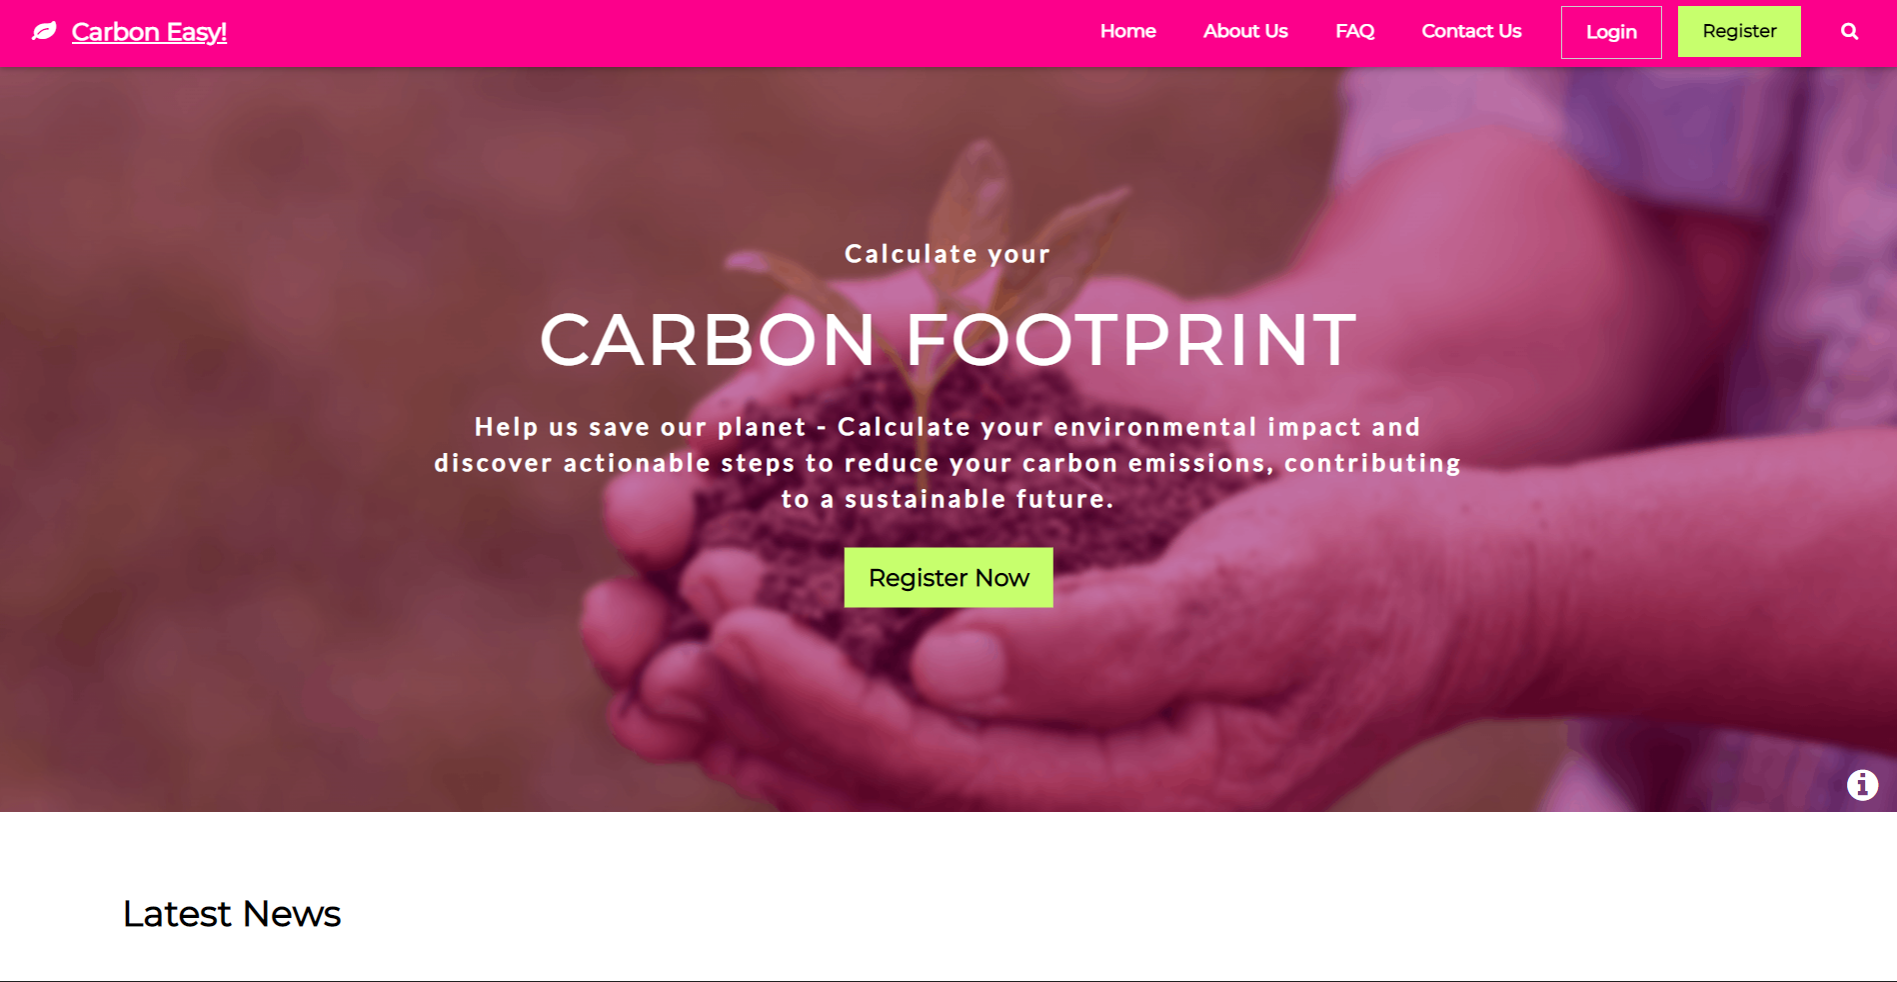 Carbon Easy!
Home
About Us
FAQ
Contact Us
Login
Register
Calculate your
CARBON FOOTPRINT
Help us save our planet - Calculate your environmental impact and
discover actionable steps to reduce your carbon emissions, contributing
to a sustainable future.
Register Now
Latest News